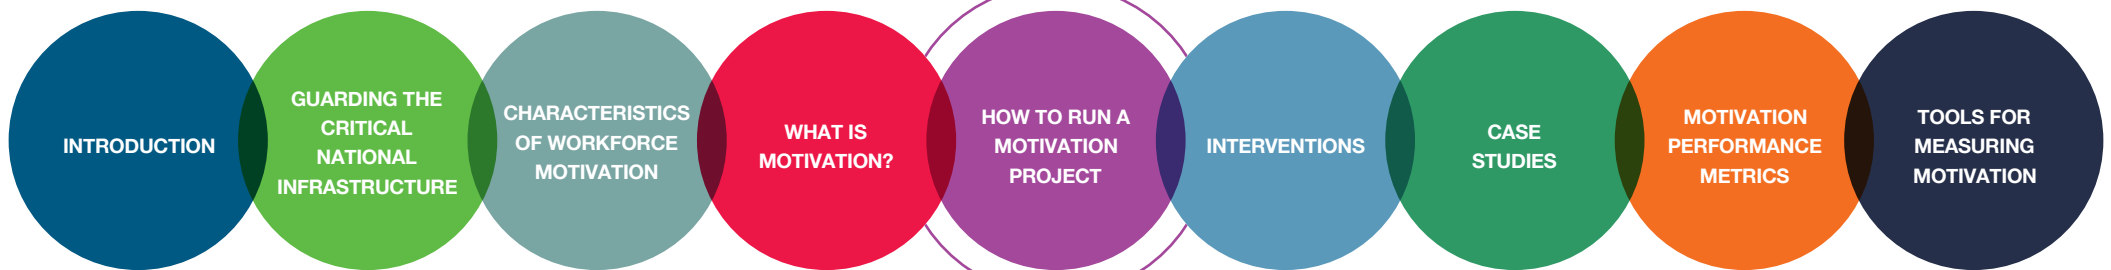 INTRODUCTION
GUARDING THE
CRITICAL
NATIONAL
INFRASTRUCTURE
CHARACTERISTICS
OF WORKFORCE
MOTIVATION
WHAT IS
MOTIVATION?
HOW TO RUN A
MOTIVATION
PROJECT
INTERVENTIONS
CASE
STUDIES
MOTIVATION
PERFORMANCE
METRICS
TOOLS FOR
MEASURING
MOTIVATION